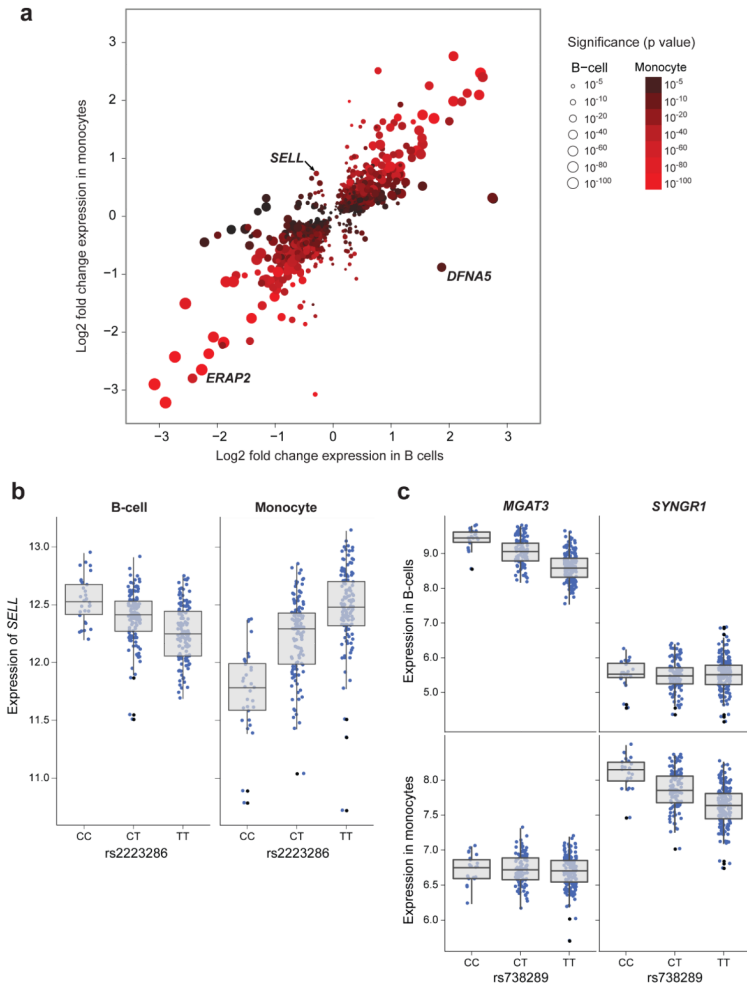 a
Significance (p value)
B-cell Monocyte
10-5 10-5
10-10 10-10
10-20 10-20
10-40 10-40
10-60 10-60
10-80 10-80
10-100 10-100
Log2 fold change expression in monocytes
3
2
1
0
−1
−2
−3
SELL
DFNA5
ERAP2
−3 −2 −1 0 1 2 3
Log2 fold change expression in B cells
b
B-cell Monocyte
Expression of SELL
13.0
12.5
12.0
11.5
11.0
CC CT TT CC CT TT
rs2223286 rs2223286
c
MGAT3 SYNGR1
Expression in B-cells
9.0
8.0
7.0
6.0
5.0
Expression in monocytes
8.0
7.5
7.0
6.5
6.0
CC CT TT CC CT TT
rs738289 rs738289